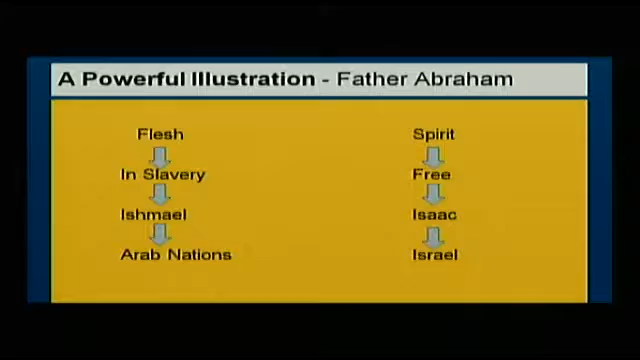 A Powerful Illustration - Father Abraham
Flesh Spirit
In Slavery Free
Ishmael Isaac
Arab Nations Israel